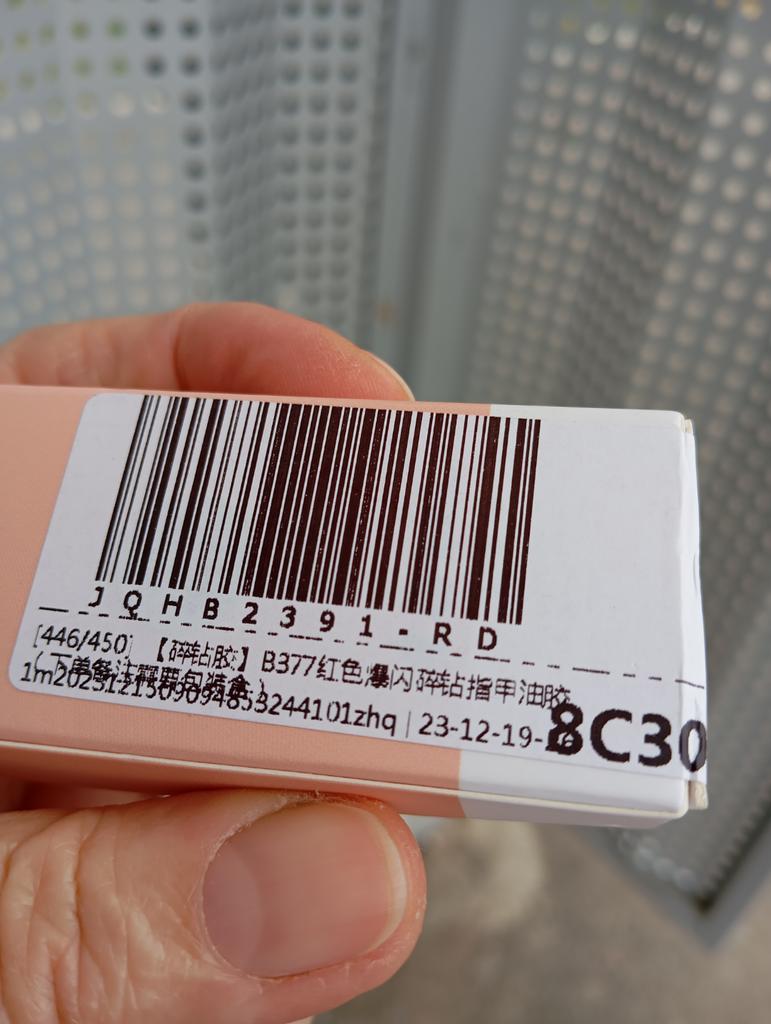 JQHB2391-RD
[446/450] 【碎钻胶】B377红色爆闪碎钻指甲油胶
(下单备注需要包装盒)
44101zhq | 23-12-19-
8C30